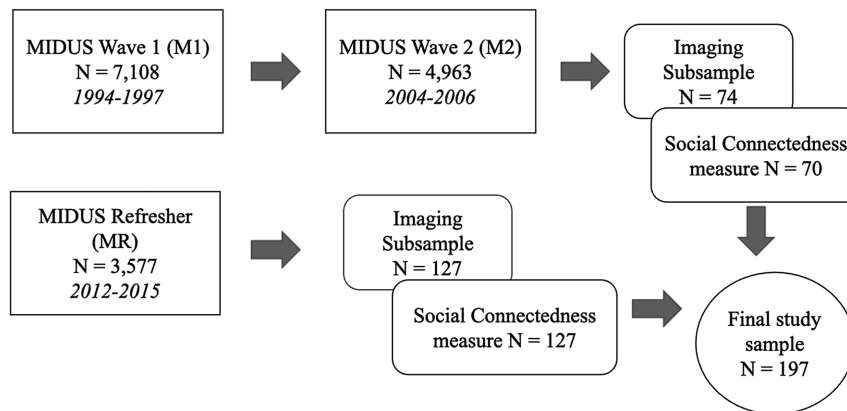 MIDUS Wave 1 (M1)
N = 7,108
1994-1997
MIDUS Wave 2 (M2)
N = 4,963
2004-2006
Imaging
Subsample
N = 74
Social Connectedness
measure N = 70
MIDUS Refresher
(MR)
N = 3,577
2012-2015
Imaging
Subsample
N = 127
Social Connectedness
measure N = 127
Final study
sample
N = 197